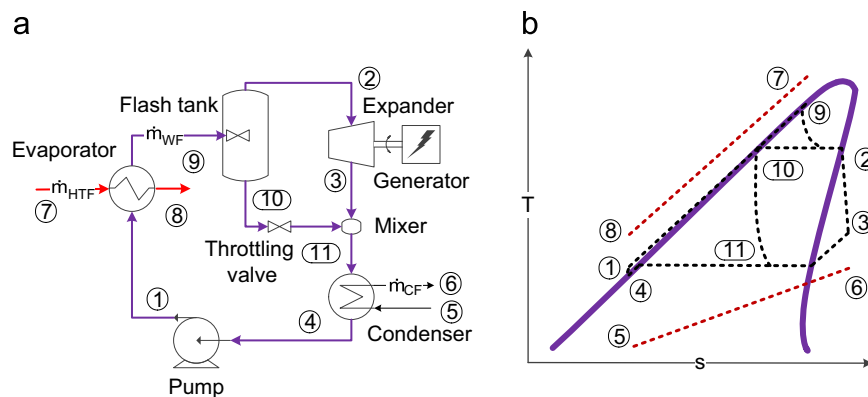 a
b
②
⑦
Flash tank
Expander
⑨
ṁWF
②
Evaporator
⑨
⑩
③
Generator
⑩
T
ṁHTF
⑧
③
⑦
⑧
Mixer
Throttling
valve
⑪
⑪
①
⑥
ṁCF
⑥
④
①
④
⑤
Condenser
⑤
s
Pump